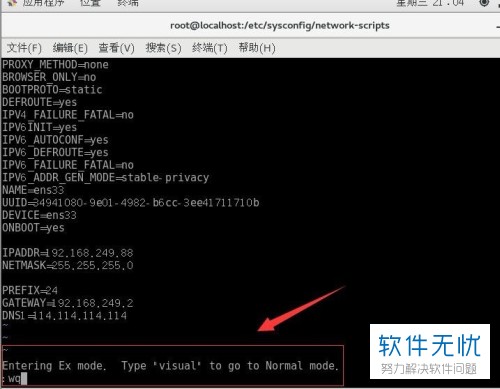 应用程序 位置 终端 星期三 21:04
root@localhost:/etc/sysconfig/network-scripts
文件(F) 编辑(E) 查看(V) 搜索(S) 终端(T) 帮助(H)
PROXY_METHOD=none
BROWSER_ONLY=no
BOOTPROTO=static
DEFROUTE=yes
IPV4_FAILURE_FATAL=no
IPV6INIT=yes
IPV6_AUTOCONF=yes
IPV6_DEFROUTE=yes
IPV6_FAILURE_FATAL=no
IPV6_ADDR_GEN_MODE=stable-privacy
NAME=ens33
UUID=34941080-9e01-4982-b6cc-3ee41711710b
DEVICE=ens33
ONBOOT=yes
IPADDR=192.168.249.88
NETMASK=255.255.255.0
PREFIX=24
GATEWAY=192.168.249.2
DNS1=114.114.114.114
~
~
~
Entering Ex mode. Type "visual" to go to Normal mode.
:wq
软件无忧
努力解决软件问题